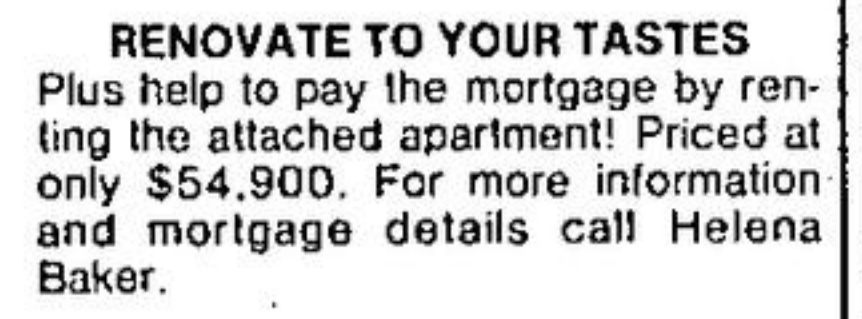 RENOVATE TO YOUR TASTES
Plus help to pay the mortgage by ren-
ting the attached apartment! Priced at
only $54,900. For more information
and mortgage details call Helena
Baker.